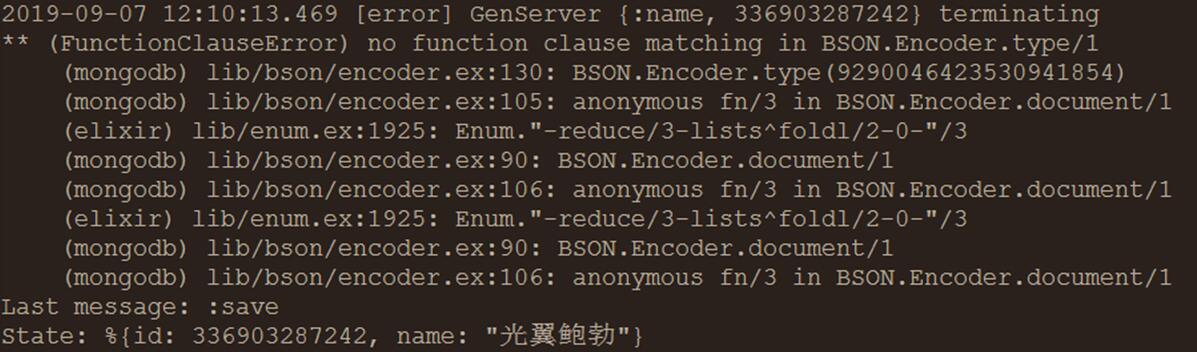 2019-09-07 12:10:13.469 [error] GenServer {:name, 336903287242} terminating
** (FunctionClauseError) no function clause matching in BSON.Encoder.type/1
(mongodb) lib/bson/encoder.ex:130: BSON.Encoder.type(9290046423530941854)
(mongodb) lib/bson/encoder.ex:105: anonymous fn/3 in BSON.Encoder.document/1
(elixir) lib/enum.ex:1925: Enum."-reduce/3-lists^foldl/2-0-"/3
(mongodb) lib/bson/encoder.ex:90: BSON.Encoder.document/1
(mongodb) lib/bson/encoder.ex:106: anonymous fn/3 in BSON.Encoder.document/1
(elixir) lib/enum.ex:1925: Enum."-reduce/3-lists^foldl/2-0-"/3
(mongodb) lib/bson/encoder.ex:90: BSON.Encoder.document/1
(mongodb) lib/bson/encoder.ex:106: anonymous fn/3 in BSON.Encoder.document/1
Last message: :save
State: %{id: 336903287242, name: "光翼鲍勃"}